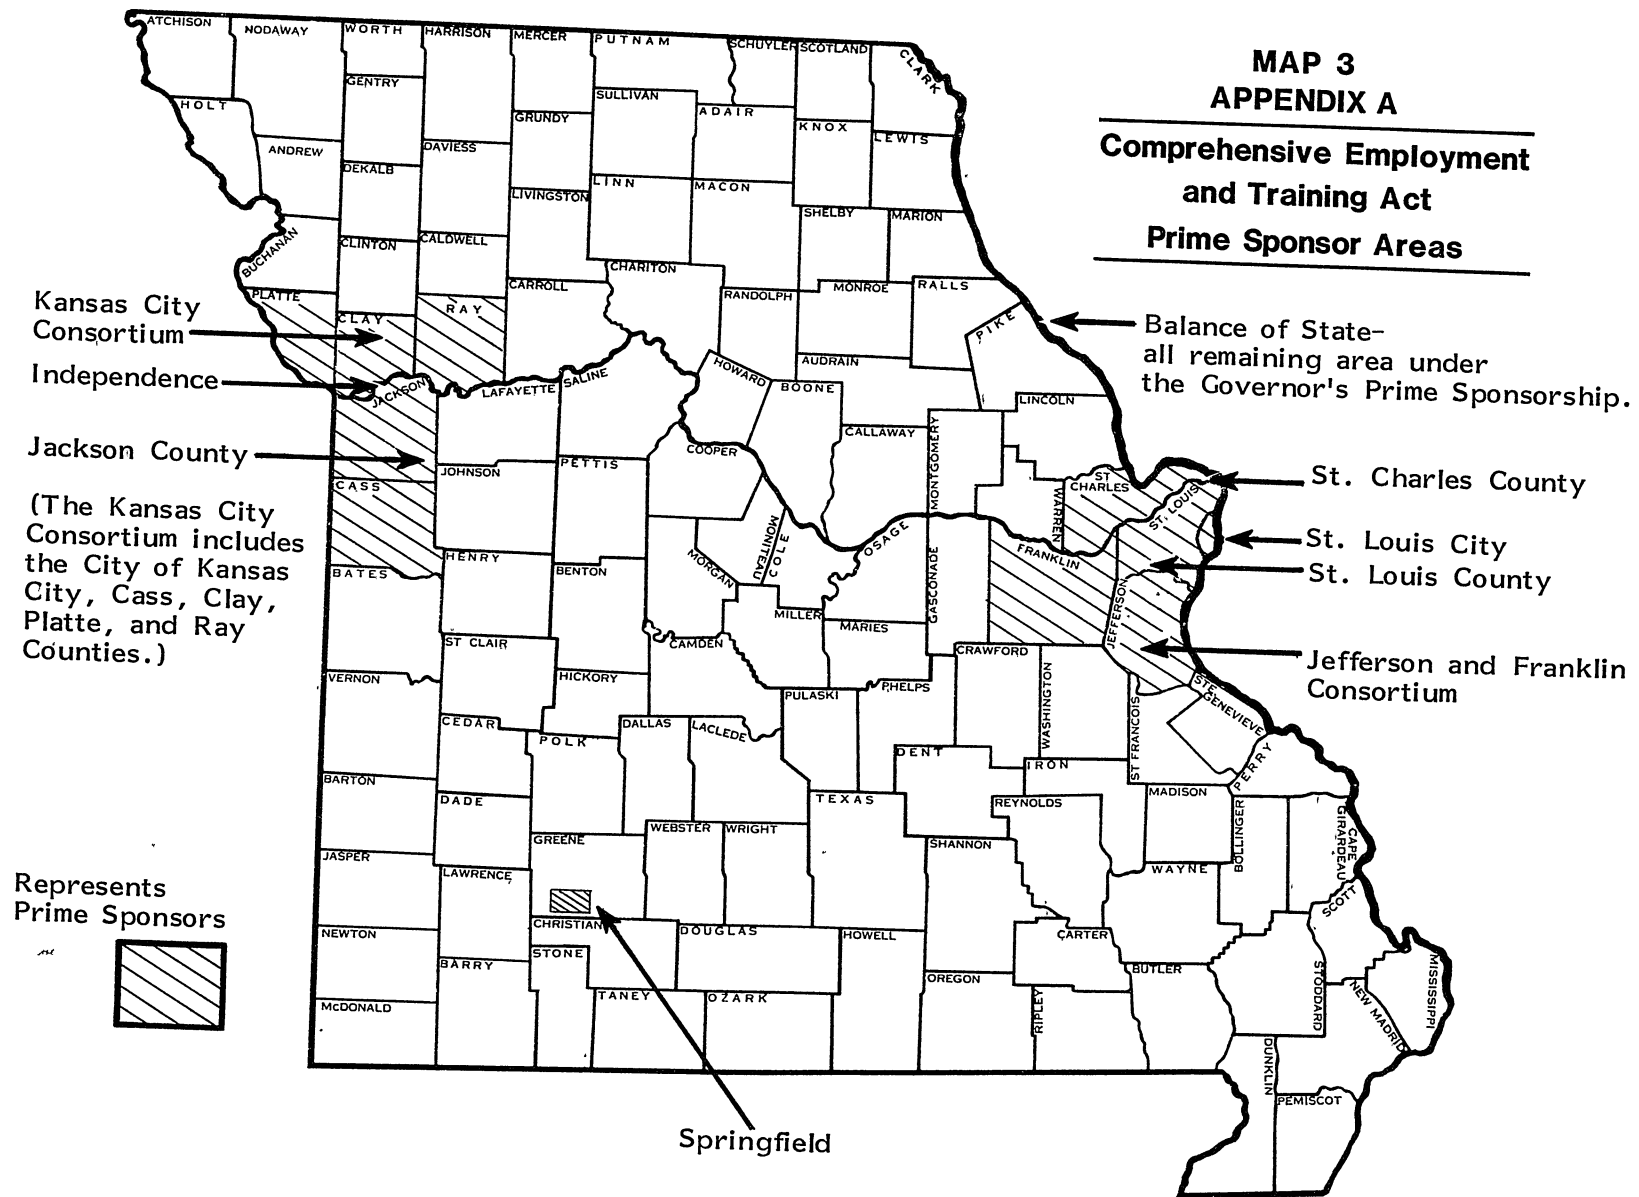 MAP 3
APPENDIX A
Comprehensive Employment
and Training Act
Prime Sponsor Areas
ATCHISON
NODAWAY
WORTH
HARRISON
MERCER
PUTNAM
SCHUYLER
SCOTLAND
CLARK
HOLT
GENTRY
SULLIVAN
ADAIR
KNOX
LEWIS
GRUNDY
ANDREW
DEKALB
DAVIESS
LIVINGSTON
LINN
MACON
SHELBY
MARION
BUCHANAN
CLINTON
CALDWELL
CARROLL
CHARITON
RANDOLPH
MONROE
RALLS
PIKE
PLATTE
CLAY
RAY
Kansas City
Consortium
Independence
Jackson County
(The Kansas City
Consortium includes
the City of Kansas
City, Cass, Clay,
Platte, and Ray
Counties.)
Balance of State-
all remaining area under
the Governor's Prime Sponsorship.
JACKSON
LAFAYETTE
SALINE
HOWARD
BOONE
AUDRAIN
LINCOLN
CALLAWAY
MONTGOMERY
WARREN
ST
CHARLES
ST. LOUIS
St. Charles County
St. Louis City
St. Louis County
Jefferson and Franklin
Consortium
CASS
JOHNSON
PETTIS
COOPER
MONITEAU
COLE
OSAGE
GASCONADE
FRANKLIN
JEFFERSON
BATES
HENRY
BENTON
MORGAN
MILLER
MARIES
CAMDEN
CRAWFORD
WASHINGTON
ST FRANCOIS
STE.
GENEVIEVE
PERRY
VERNON
ST CLAIR
HICKORY
CEDAR
POLK
DALLAS
LACLEDE
PULASKI
PHELPS
DENT
IRON
REYNOLDS
MADISON
BOLLINGER
CAPE
GIRARDEAU
BARTON
DADE
GREENE
WEBSTER
WRIGHT
TEXAS
SHANNON
WAYNE
SCOTT
JASPER
LAWRENCE
CHRISTIAN
DOUGLAS
HOWELL
CARTER
BUTLER
STODDARD
MISSISSIPPI
NEW MADRID
NEWTON
BARRY
STONE
TANEY
OZARK
OREGON
RIPLEY
DUNKLIN
PEMISCOT
McDONALD
Represents
Prime Sponsors
Springfield